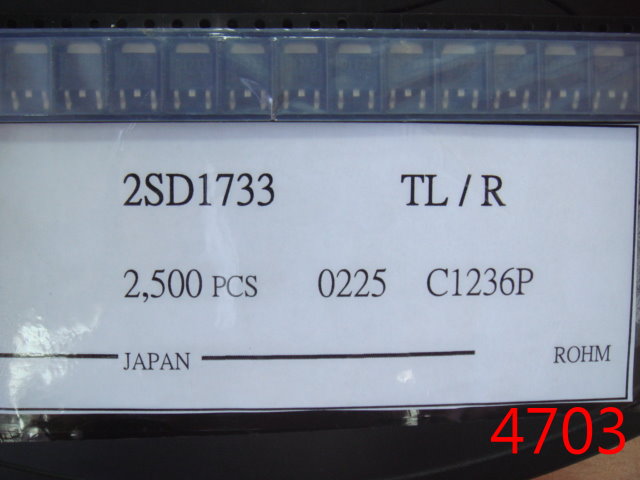 2SD1733 TL / R
2,500 PCS 0225 C1236P
JAPAN ROHM
4703